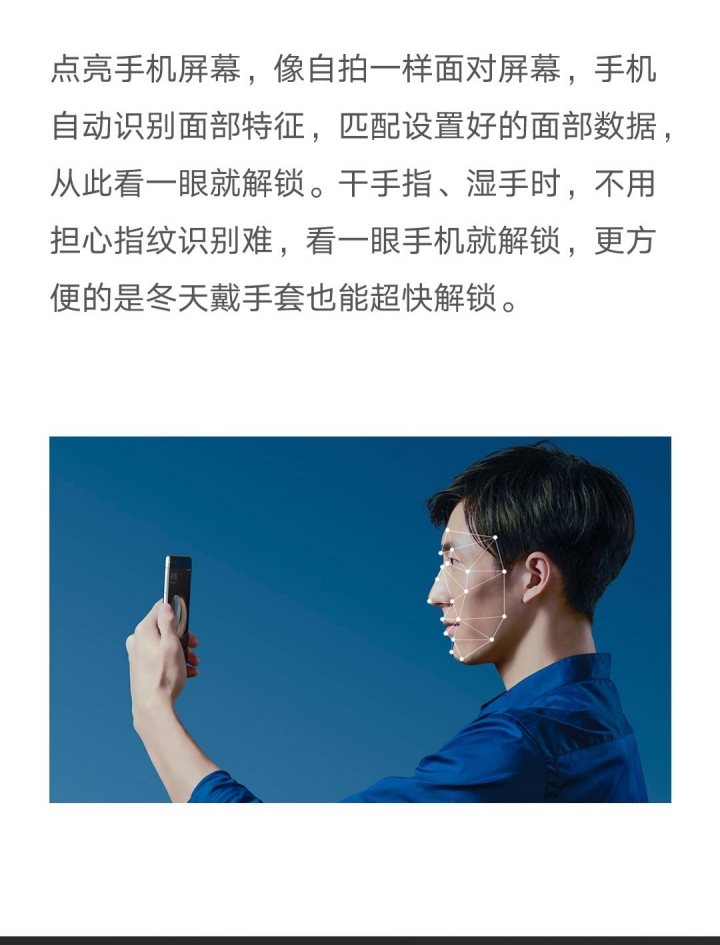 点亮手机屏幕，像自拍一样面对屏幕，手机
自动识别面部特征，匹配设置好的面部数据，
从此看一眼就解锁。干手指、湿手时，不用
担心指纹识别难，看一眼手机就解锁，更方
便的是冬天戴手套也能超快解锁。